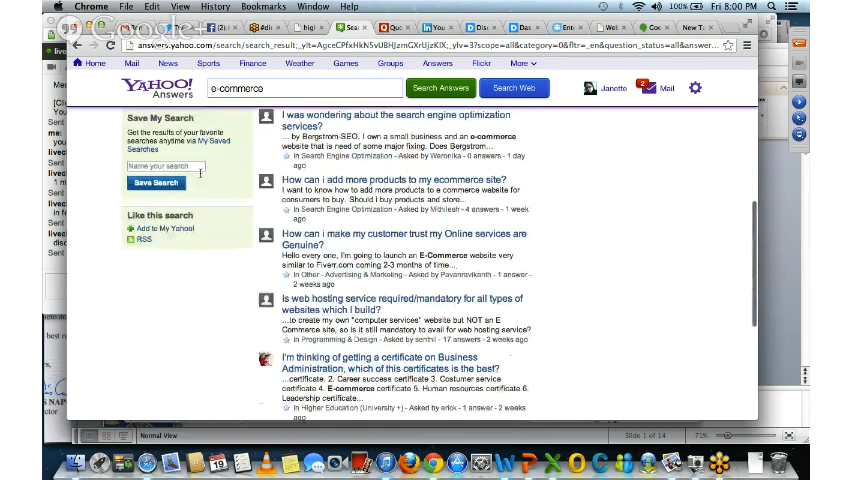 Chrome File Edit View History Bookmarks Window Help 100% Fri 8:00 PM
Google+
answers.yahoo.com/search/search_result;_ylt=AgceCPfxHkN5vUBHJzmGXrUjzKIX;_ylv=3?scope=all&category=0&fltr=_en&question_status=all&answer...
Home Mail News Sports Finance Weather Games Groups Answers Flickr More
YAHOO! Answers
e-commerce
Search Answers Search Web
Janette 2 Mail
Save My Search
Get the results of your favorite
searches anytime via My Saved
Searches
Name your search
Save Search
Like this search
Add to My Yahoo!
RSS
I was wondering about the search engine optimization
services?
... by Bergstrom-SEO. I own a small business and an e-commerce
website that is need of some major fixing. Does Bergstrom...
In Search Engine Optimization - Asked by Weronika - 0 answers - 1 day
ago
How can i add more products to my ecommerce site?
I want to know how to add more products to e commerce website for
consumers to buy. Should i buy products and store...
In Search Engine Optimization - Asked by Mithilesh - 4 answers - 1 week
ago
How can i make my customer trust my Online services are
Genuine?
Hello every one, I'm going to launch an E-Commerce website very
similar to Fiverr.com coming 2-3 months of time...
In Other - Advertising & Marketing - Asked by Pavanravikanth - 1 answer -
2 weeks ago
Is web hosting service required/mandatory for all types of
websites which I build?
...to create my own "computer services" website but NOT an E
Commerce site, so is it still mandatory to avail for web hosting service?
In Programming & Design - Asked by senthil - 17 answers - 2 weeks ago
I'm thinking of getting a certificate on Business
Administration, which of this certificates is the best?
...certificate. 2. Career success certificate 3. Costumer service
certificate 4. E-commerce certificate 5. Human resources certificate 6.
Leadership certificate...
In Higher Education (University +) - Asked by erick - 1 answer - 2 weeks
ago
Normal View Slide 1 of 14 71%